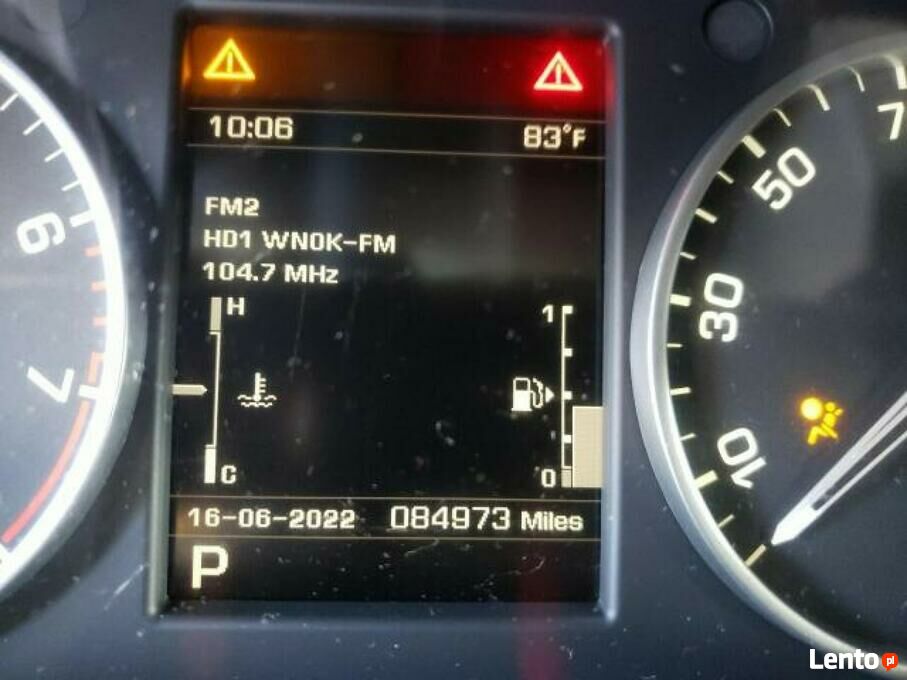 10:06 83°F
FM2
HD1 WNOK-FM
104.7 MHz
H 1
C 0
16-06-2022 084973 Miles
P
6
7
7
50
30
10
Lento pl